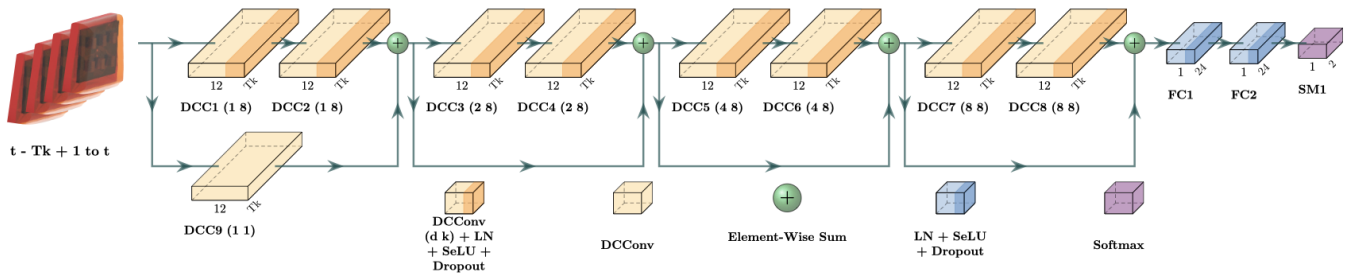 12 Tk 12 Tk + 12 Tk 12 Tk + 12 Tk 12 Tk + 12 Tk 12 Tk + 1 24 1 24 1 2
DCC1 (1 8) DCC2 (1 8) DCC3 (2 8) DCC4 (2 8) DCC5 (4 8) DCC6 (4 8) DCC7 (8 8) DCC8 (8 8) FC1 FC2 SM1
t - Tk + 1 to t
12 Tk
DCC9 (1 1)
+
DCConv
(d k) + LN
+ SeLU +
Dropout
DCConv
Element-Wise Sum
LN + SeLU
+ Dropout
Softmax